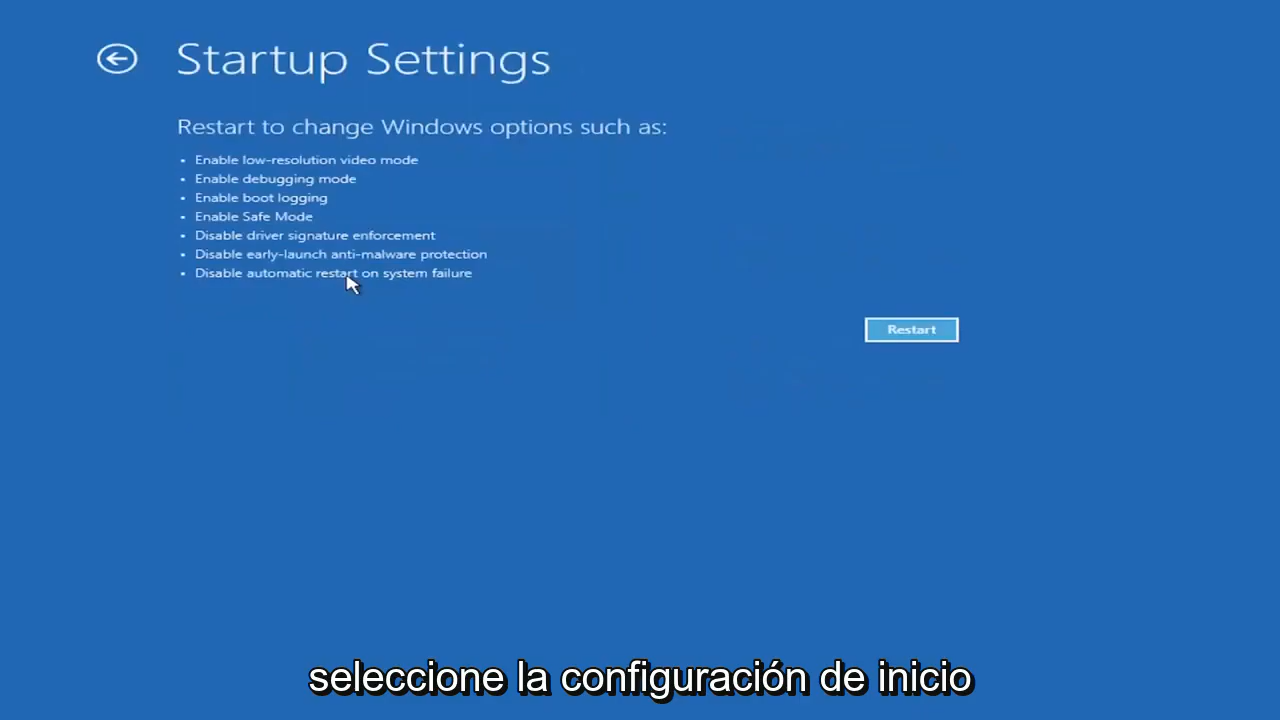 Startup Settings
Restart to change Windows options such as:
• Enable low-resolution video mode
• Enable debugging mode
• Enable boot logging
• Enable Safe Mode
• Disable driver signature enforcement
• Disable early-launch anti-malware protection
• Disable automatic restart on system failure
Restart
seleccione la configuración de inicio